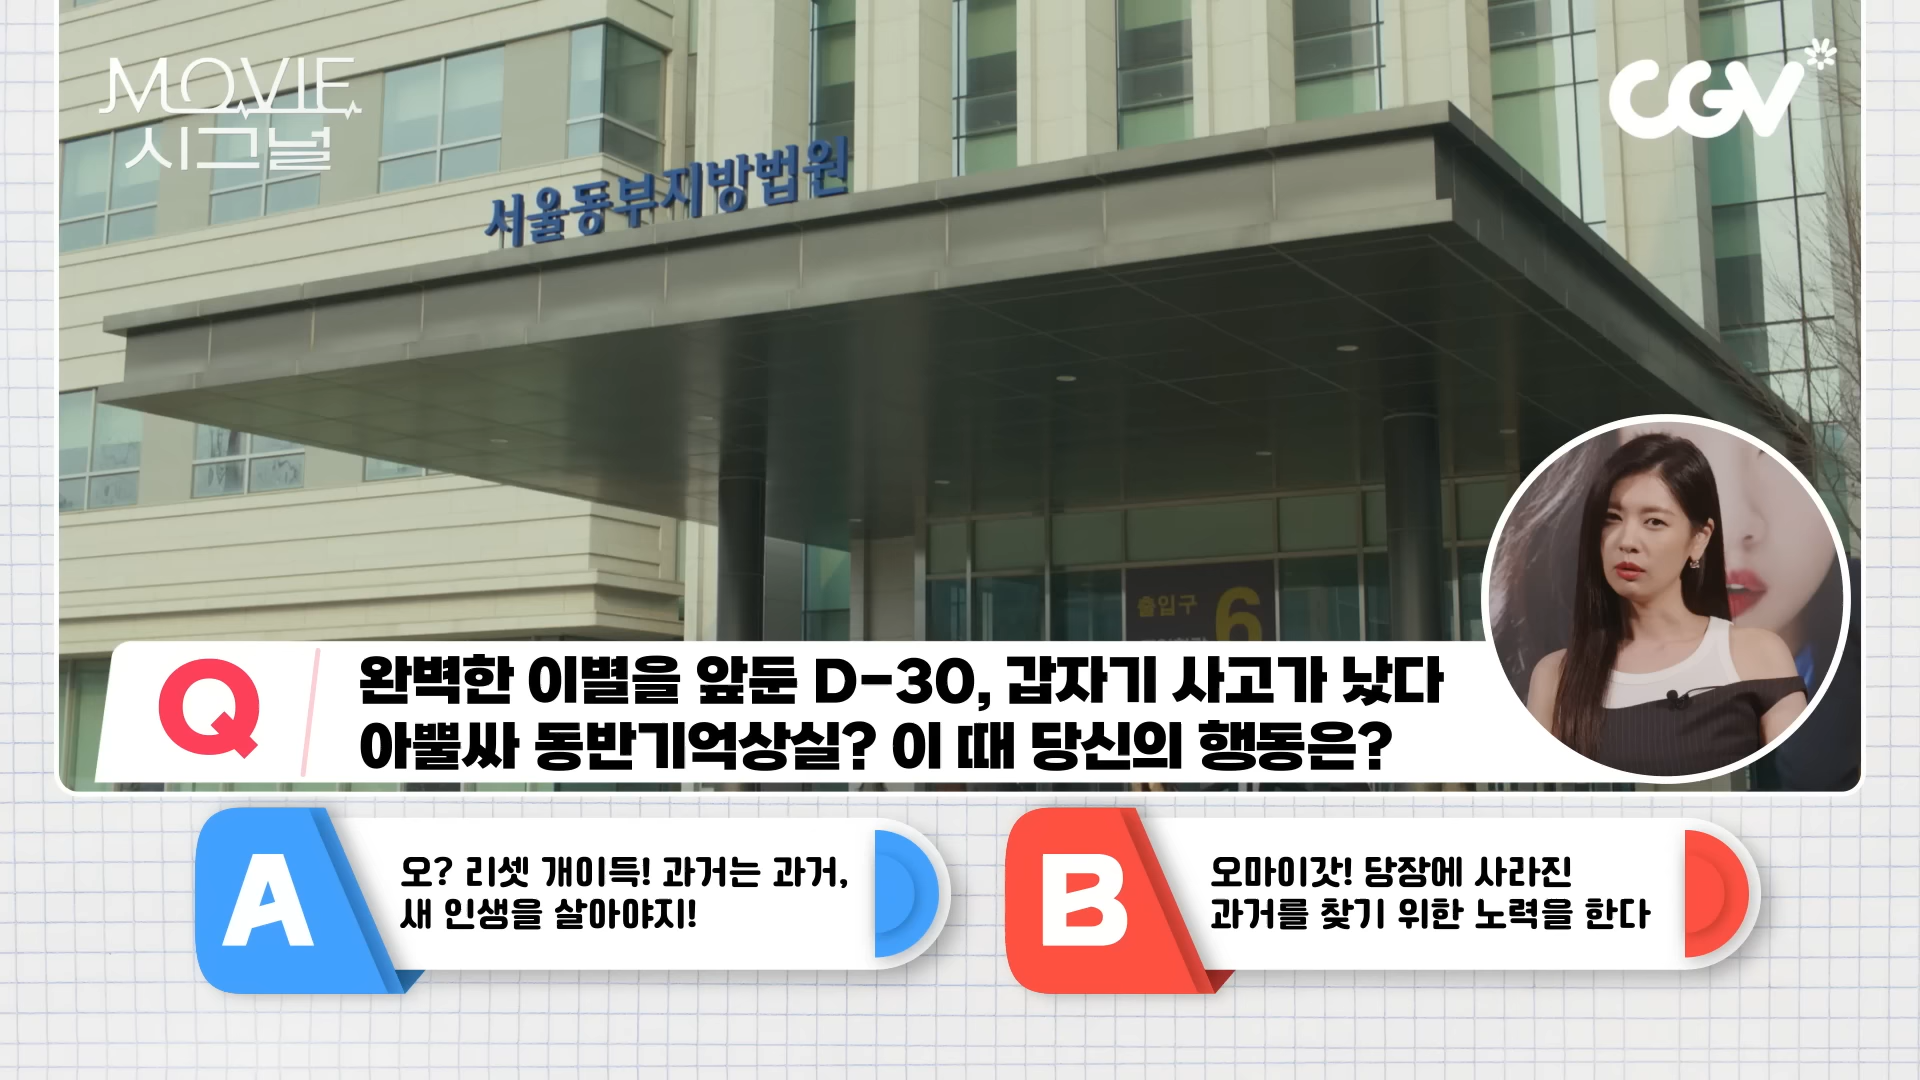 MOVIE
시그널
CGV
서울동부지방법원
출입구
6
Q
완벽한 이별을 앞둔 D-30, 갑자기 사고가 났다
아뿔싸 동반기억상실? 이 때 당신의 행동은?
A
오? 리셋 개이득! 과거는 과거,
새 인생을 살아야지!
B
오마이갓! 당장에 사라진
과거를 찾기 위한 노력을 한다